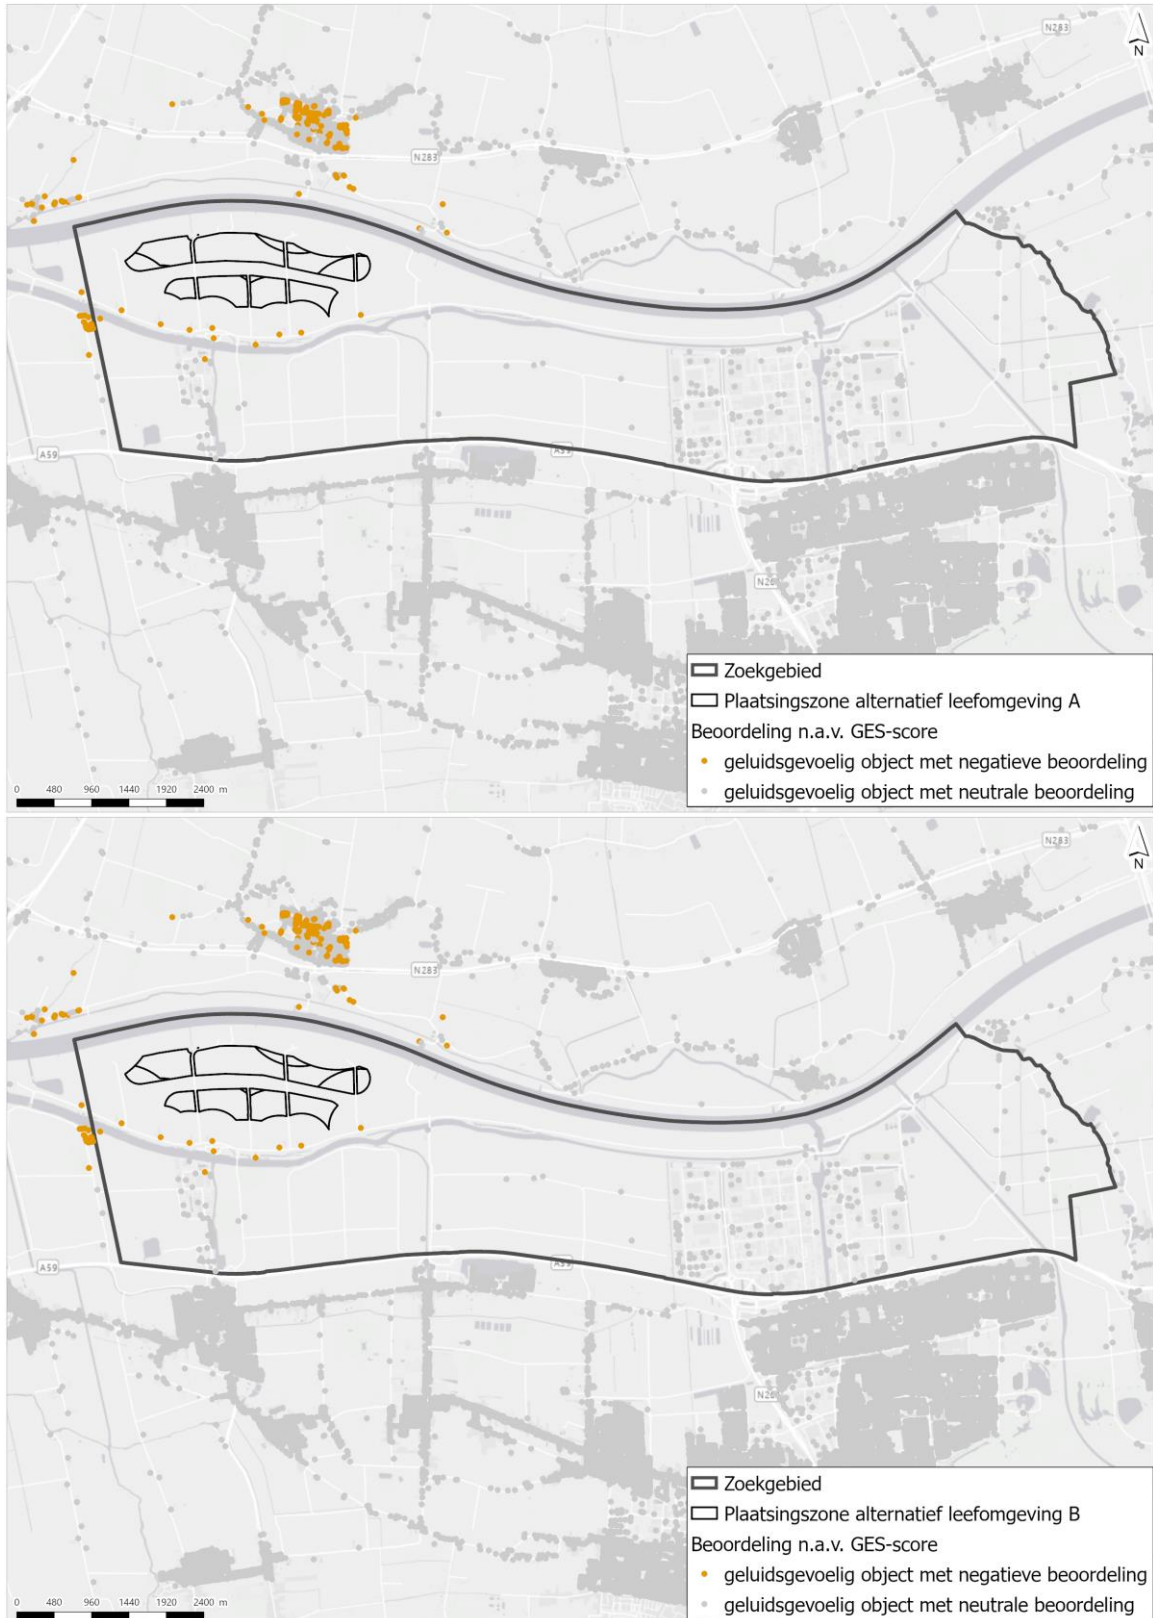 N283
N
N283
A59
A59
N26
Zoekgebied
Plaatsingszone alternatief leefomgeving A
Beoordeling n.a.v. GES-score
geluidsgevoelig object met negatieve beoordeling
geluidsgevoelig object met neutrale beoordeling
0 480 960 1440 1920 2400 m
N283
N
N283
A59
A59
N26
Zoekgebied
Plaatsingszone alternatief leefomgeving B
Beoordeling n.a.v. GES-score
geluidsgevoelig object met negatieve beoordeling
geluidsgevoelig object met neutrale beoordeling
0 480 960 1440 1920 2400 m